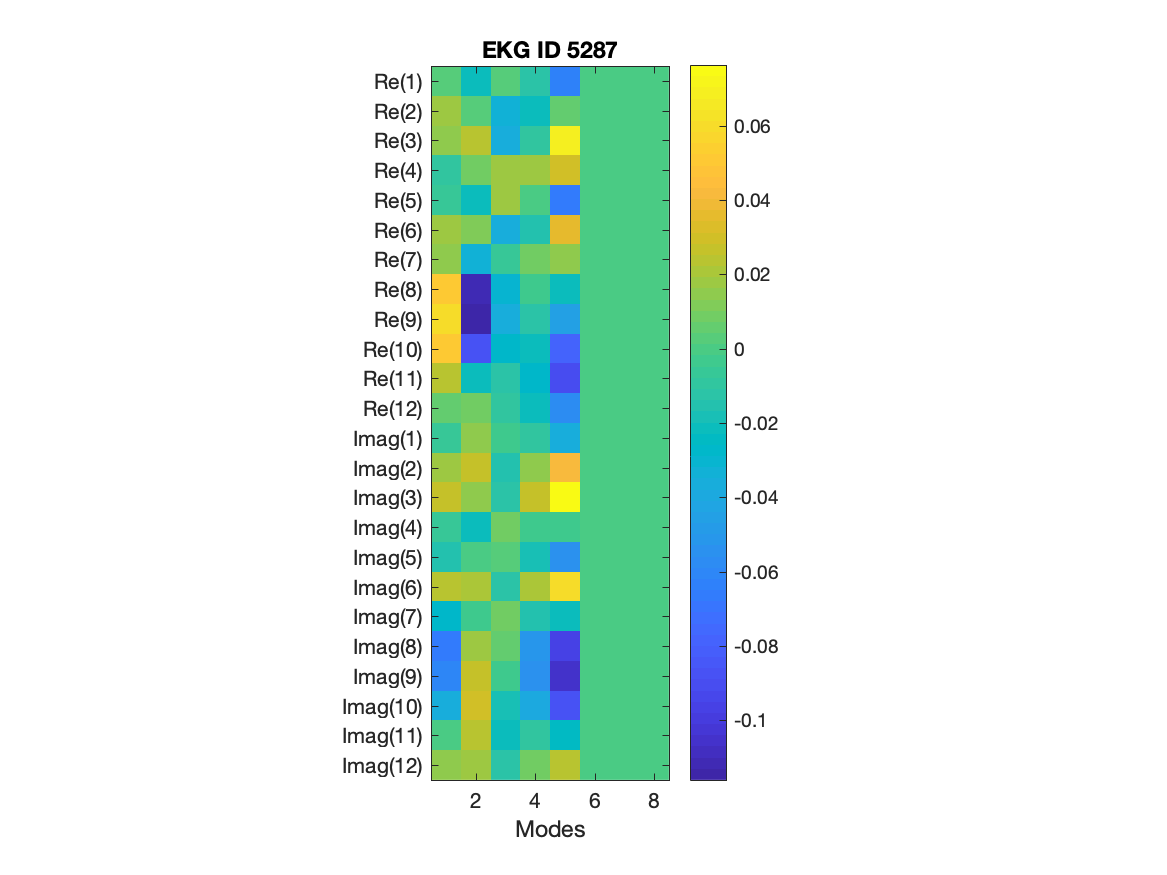 EKG ID 5287
Re(1)
Re(2)
Re(3)
Re(4)
Re(5)
Re(6)
Re(7)
Re(8)
Re(9)
Re(10)
Re(11)
Re(12)
Imag(1)
Imag(2)
Imag(3)
Imag(4)
Imag(5)
Imag(6)
Imag(7)
Imag(8)
Imag(9)
Imag(10)
Imag(11)
Imag(12)
2 4 6 8
Modes
0.06
0.04
0.02
0
-0.02
-0.04
-0.06
-0.08
-0.1